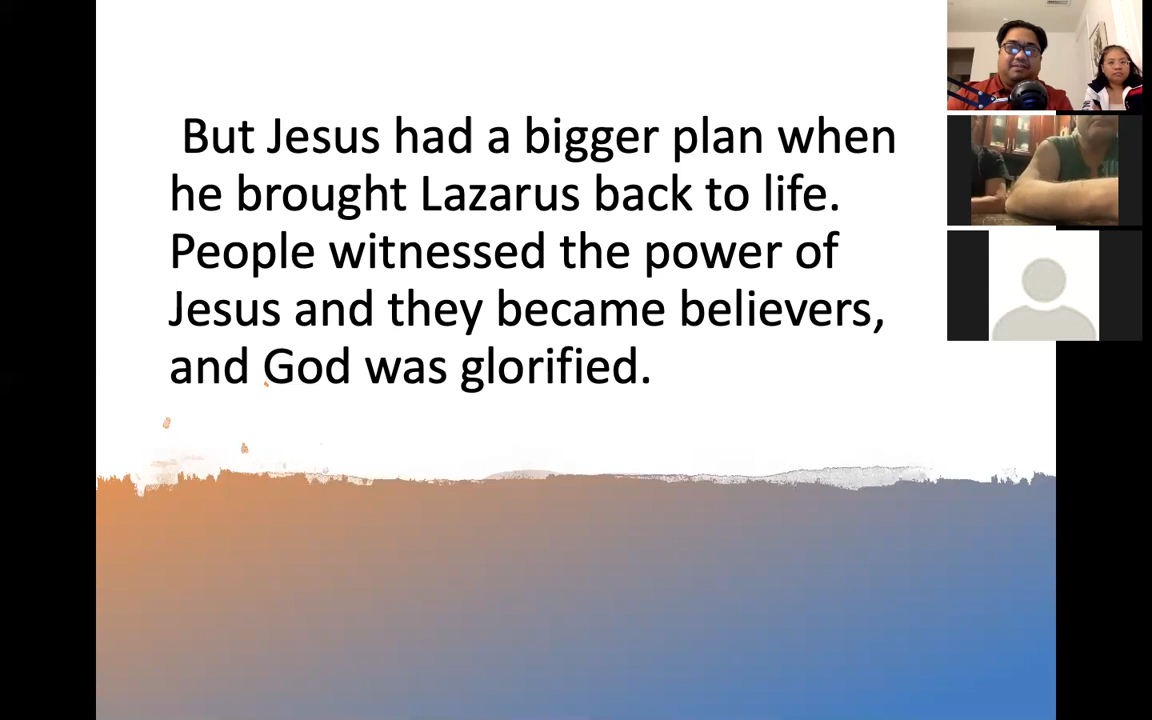 But Jesus had a bigger plan when
he brought Lazarus back to life.
People witnessed the power of
Jesus and they became believers,
and God was glorified.